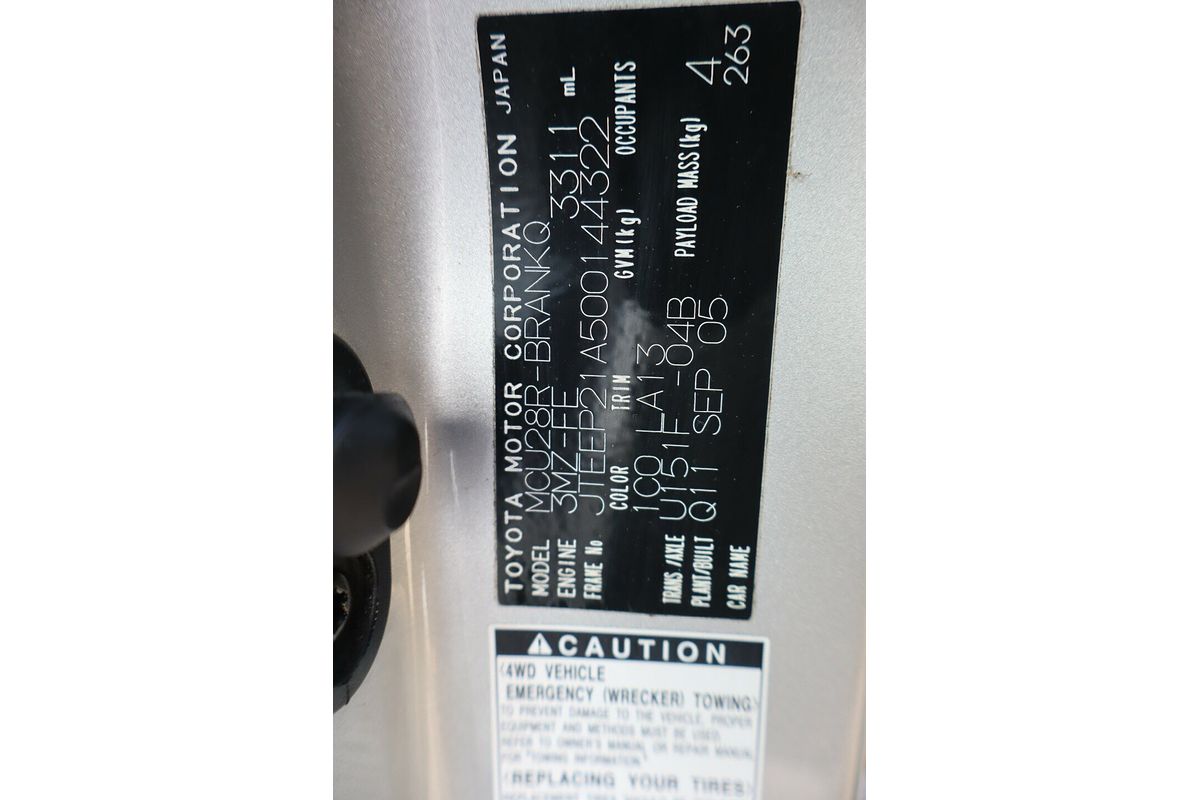 TOYOTA MOTOR CORPORATION JAPAN
MODEL MCU28R-BRANKQ
ENGINE 3MZ-FE 3311 mL
FRAME No. JTEEP21A500144322
COLOR TRIM GVM(kg) OCCUPANTS
1C0 LA13 4
TRANS/AXLE U151F-04B PAYLOAD MASS(kg) 263
PLANT/BUILT Q11 SEP 05
CAR NAME
CAUTION
(4WD VEHICLE
EMERGENCY (WRECKER) TOWING)
TO PREVENT DAMAGE TO THE VEHICLE, PROPER
EQUIPMENT AND METHODS MUST BE USED.
REFER TO OWNER'S MANUAL OR REPAIR MANUAL
FOR "TOWING INFORMATION"
(REPLACING YOUR TIRES)